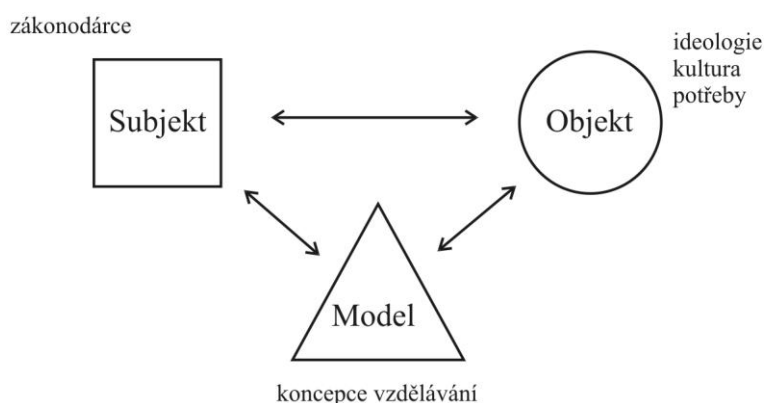 zákonodárce
Subjekt
Objekt
ideologie
kultura
potřeby
Model
koncepce vzdělávání